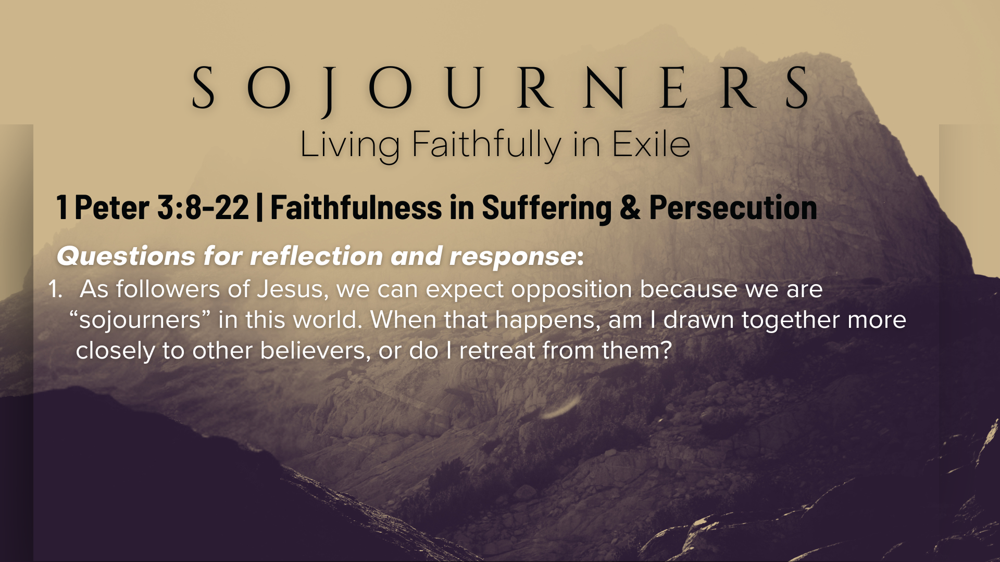 SOJOURNERS
Living Faithfully in Exile
1 Peter 3:8-22 | Faithfulness in Suffering & Persecution
Questions for reflection and response:
1. As followers of Jesus, we can expect opposition because we are
“sojourners” in this world. When that happens, am I drawn together more
closely to other believers, or do I retreat from them?